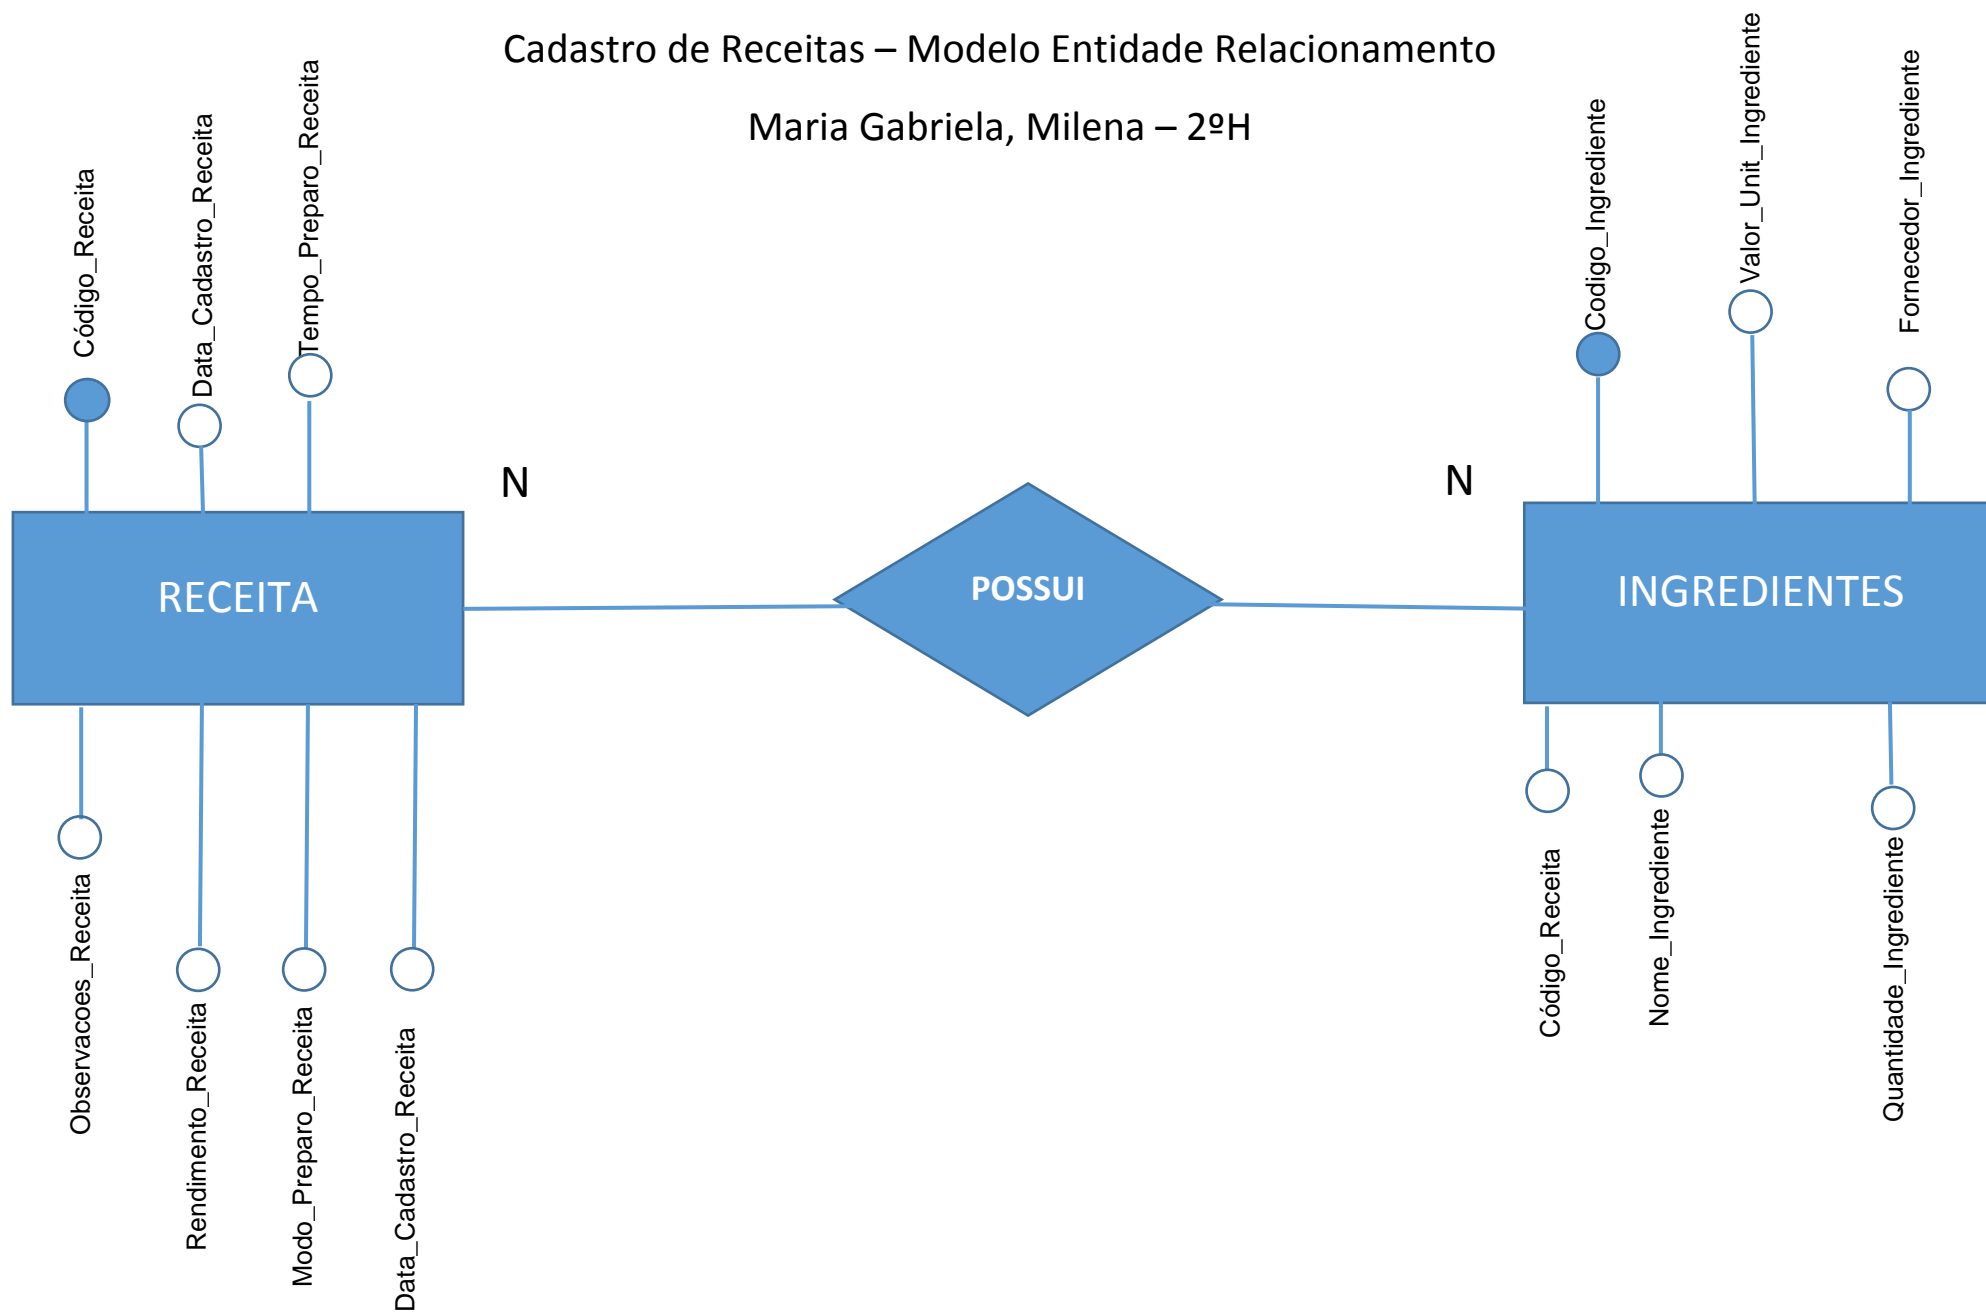 Cadastro de Receitas – Modelo Entidade Relacionamento
Maria Gabriela, Milena – 2ºH
Código_Receita
Data_Cadastro_Receita
Tempo_Preparo_Receita
Codigo_Ingrediente
Valor_Unit_Ingrediente
Fornecedor_Ingrediente
N
N
RECEITA
POSSUI
INGREDIENTES
Observacoes_Receita
Rendimento_Receita
Modo_Preparo_Receita
Data_Cadastro_Receita
Código_Receita
Nome_Ingrediente
Quantidade_Ingrediente